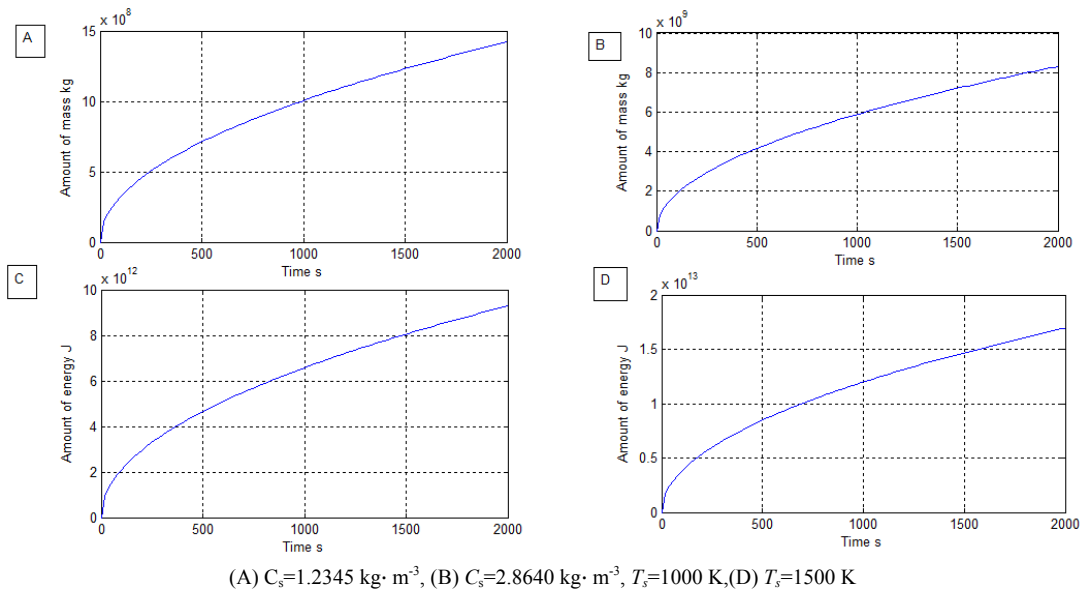 A
x 10^8
15
10
5
0
Amount of mass kg
0 500 1000 1500 2000
Time s
B
x 10^9
10
8
6
4
2
0
Amount of mass kg
0 500 1000 1500 2000
Time s
C
x 10^12
10
8
6
4
2
0
Amount of energy J
0 500 1000 1500 2000
Time s
D
x 10^13
2
1.5
1
0.5
0
Amount of energy J
0 500 1000 1500 2000
Time s
(A) Cs=1.2345 kg· m-3, (B) Cs=2.8640 kg· m-3, Ts=1000 K,(D) Ts=1500 K